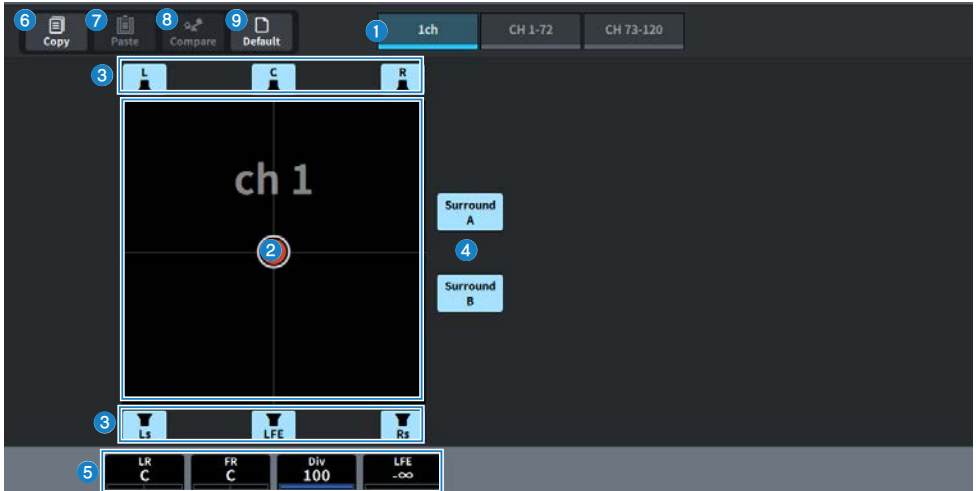 6 7 8 9
Copy Paste Compare Default
1 1ch CH 1-72 CH 73-120
3 L C R
ch 1
2
Surround
A
4
Surround
B
3 Ls LFE Rs
5 LR FR Div LFE
C C 100 -∞